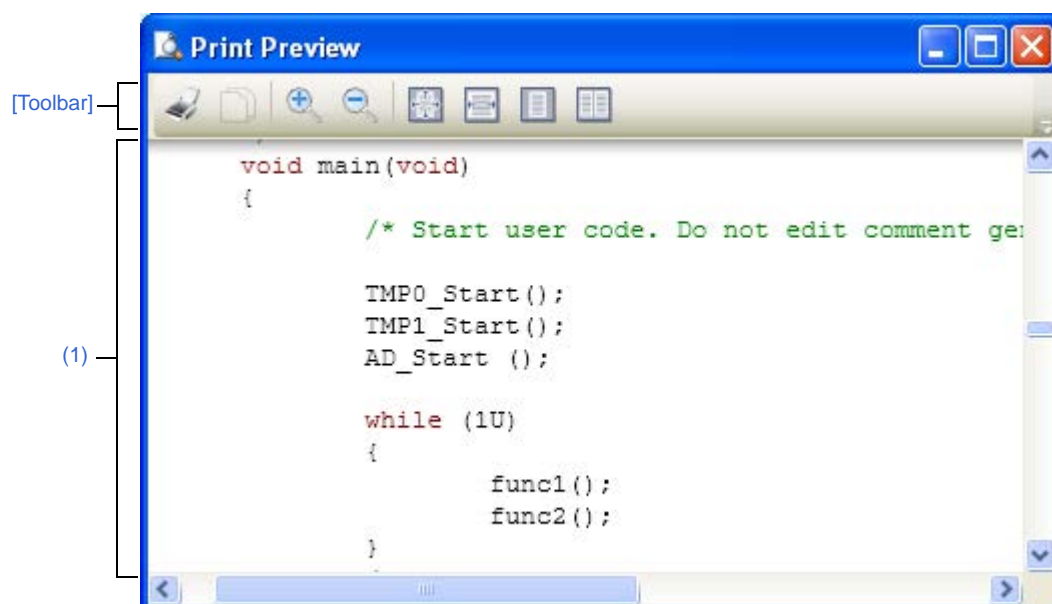 Print Preview
[Toolbar]
void main(void)
{
/* Start user code. Do not edit comment
TMP0_Start();
TMP1_Start();
AD_Start ();
(1)
while (1U)
{
func1();
func2();
}